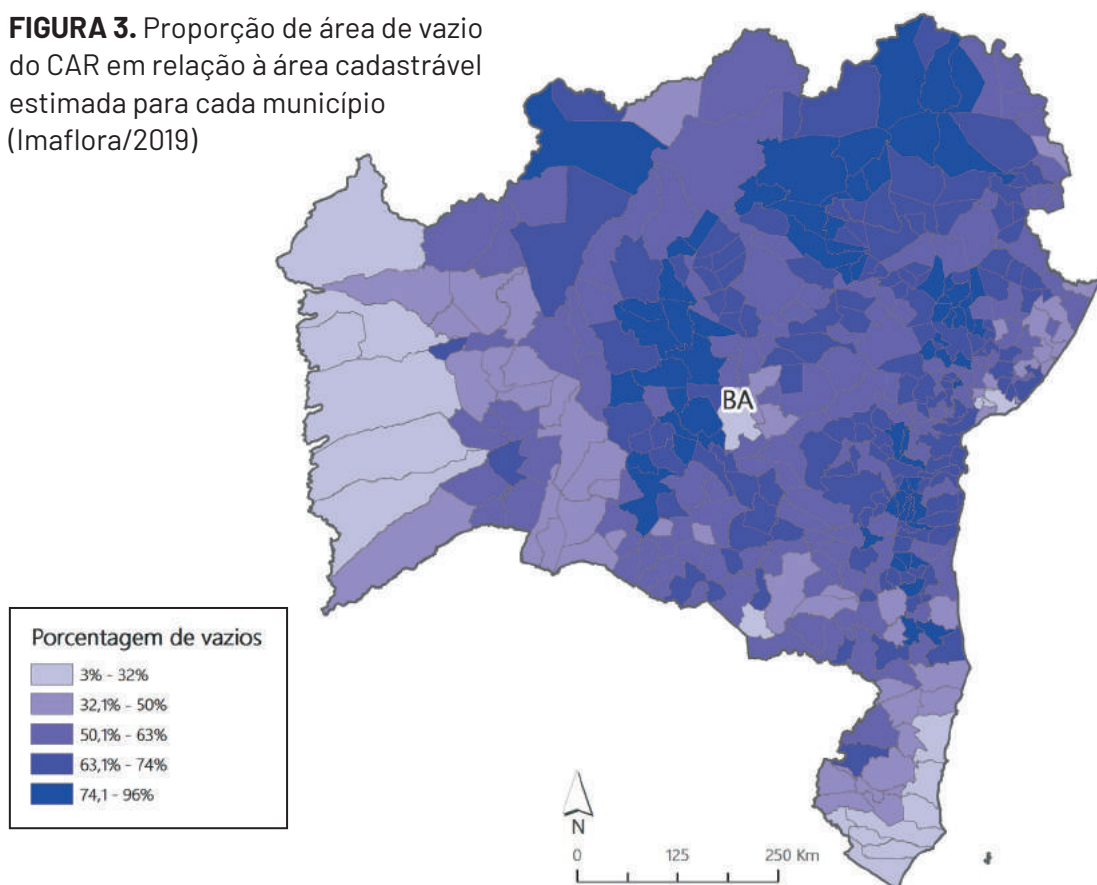 FIGURA 3. Proporção de área de vazio
do CAR em relação à área cadastrável
estimada para cada município
(Imaflora/2019)
BA
Porcentagem de vazios
3% - 32%
32,1% - 50%
50,1% - 63%
63,1% - 74%
74,1 - 96%
N
0 125 250 Km